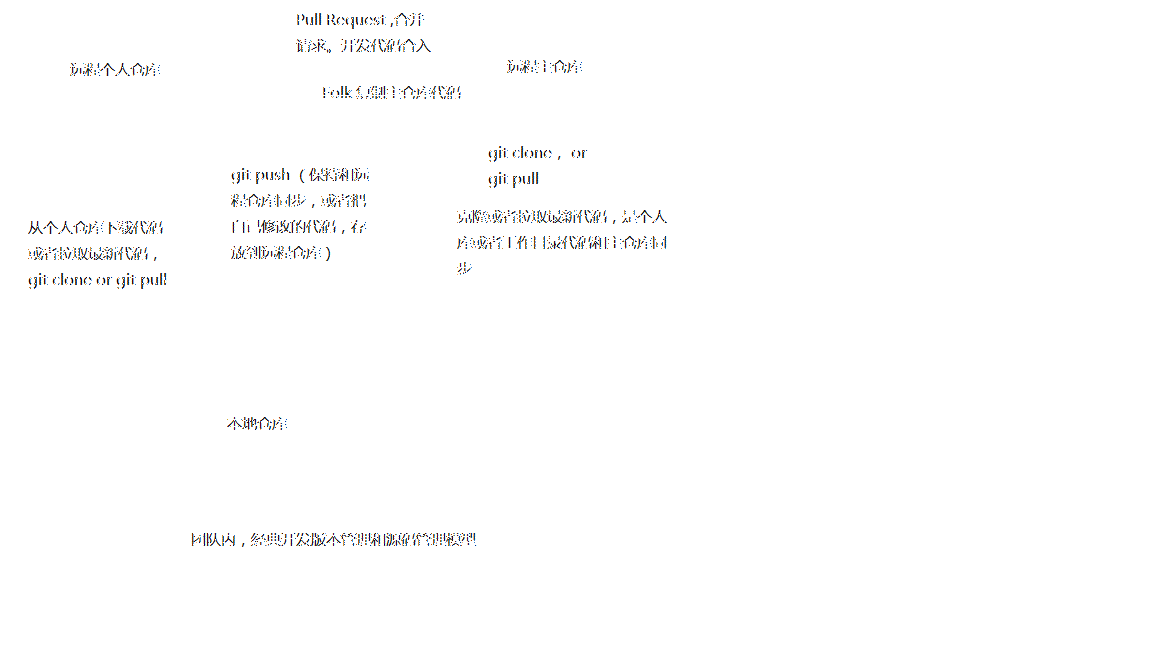 Pull Request ,合并
请求。开发代码合入
远程个人仓库
远程主仓库
Folk 复制主仓库代码
git clone ,  or
git pull
git push（保持和远
程仓库同步，或者把
自己修改的代码，存
放到远程仓库）
克隆或者拉取最新代码，是个人
库或者工作目录代码和主仓库同
步
从个人仓库下载代码
或者拉取最新代码，
git clone or git pull
本地仓库
团队内，经典开发版本管理和源码管理模型